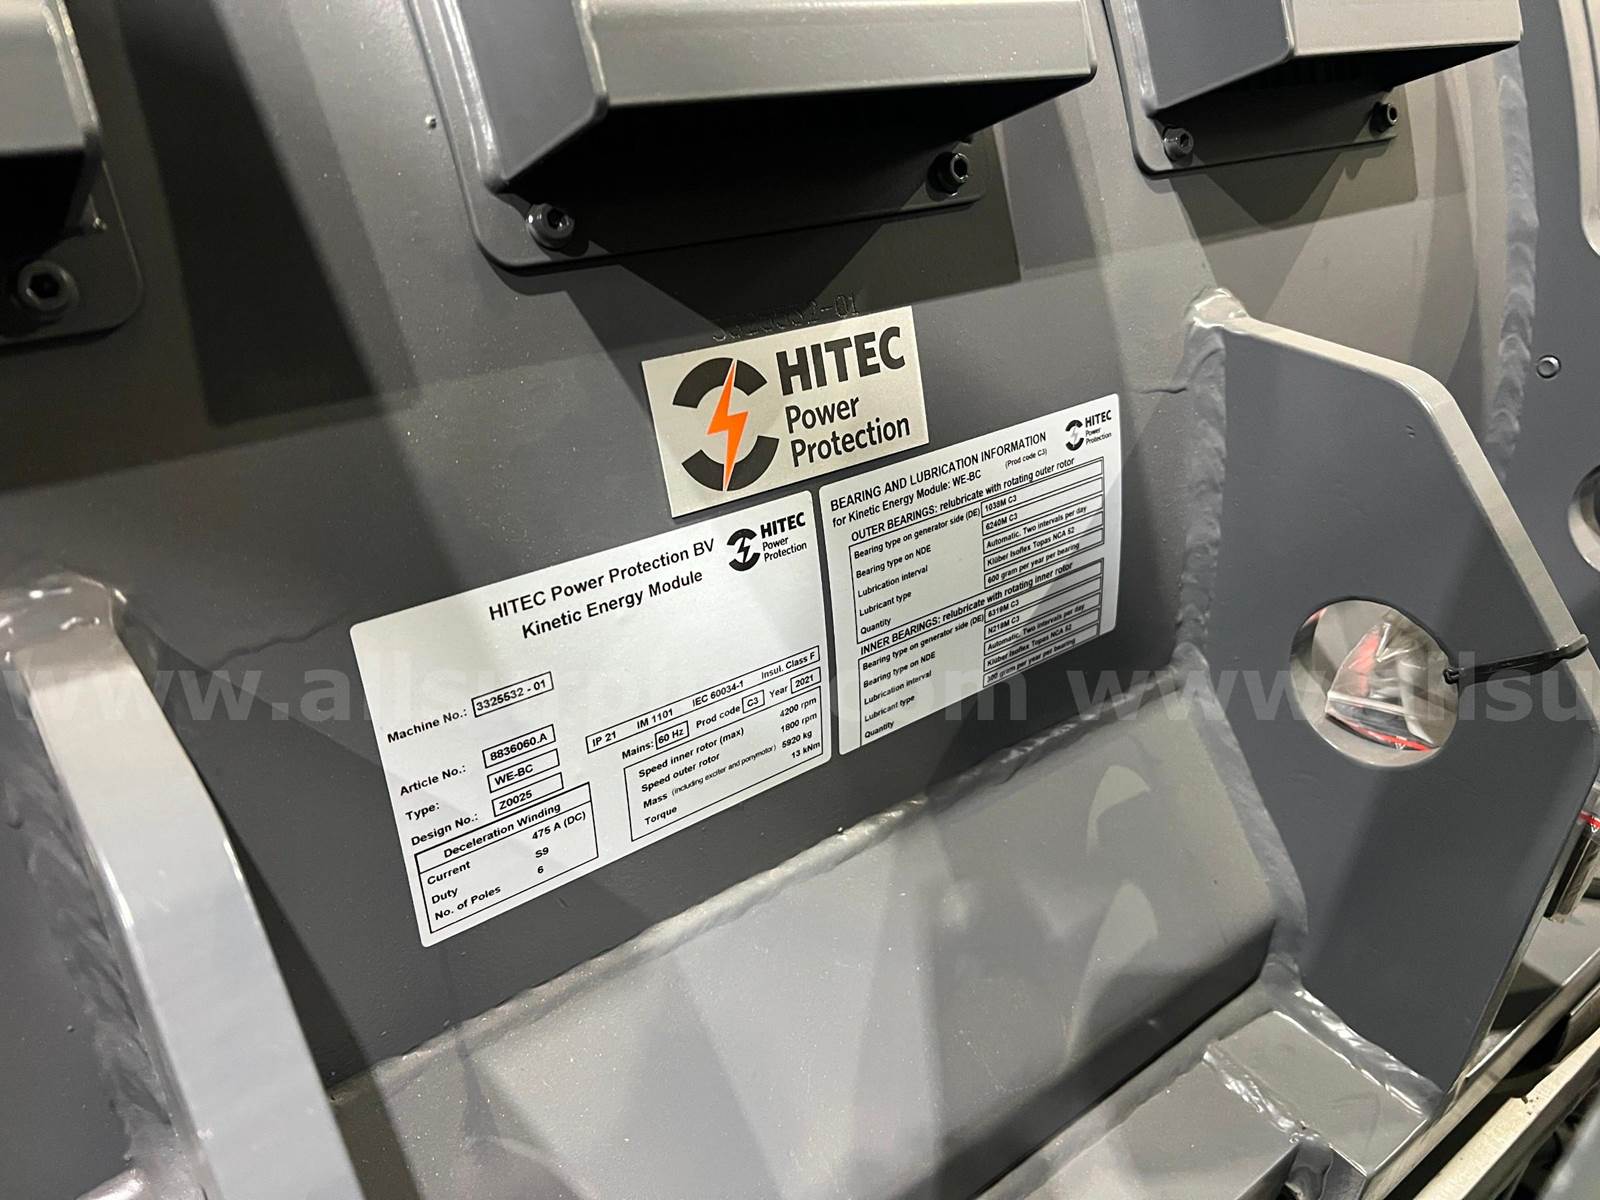 HITEC
Power
Protection
HITEC Power Protection BV
Kinetic Energy Module
HITEC
Power
Protection
Machine No.: 3325532 - 01
Article No.: 8836060.A
Type: WE-BC
Design No.: Z0025
IP 21 IM 1101 IEC 60034-1 Insul. Class F
Mains: 60 Hz Prod code C3 Year 2021
Deceleration Winding
Current 475 A (DC)
Duty S9
No. of Poles 6
Speed inner rotor (max) 4200 rpm
Speed outer rotor 1800 rpm
Mass (including exciter and ponymotor) 5920 kg
Torque 13 kNm
BEARING AND LUBRICATION INFORMATION
for Kinetic Energy Module: WE-BC (Prod code C3)
HITEC
Power
Protection
OUTER BEARINGS: relubricate with rotating outer rotor
Bearing type on generator side (DE) 1038M C3
Bearing type on NDE 6240M C3
Lubrication interval Automatic. Two intervals per day
Lubricant type Klüber Isoflex Topas NCA 52
Quantity 600 gram per year per bearing
INNER BEARINGS: relubricate with rotating inner rotor
Bearing type on generator side (DE) 6319M C3
Bearing type on NDE N219M C3
Lubrication interval Automatic. Two intervals per day
Lubricant type Klüber Isoflex Topas NCA 52
Quantity 300 gram per year per bearing